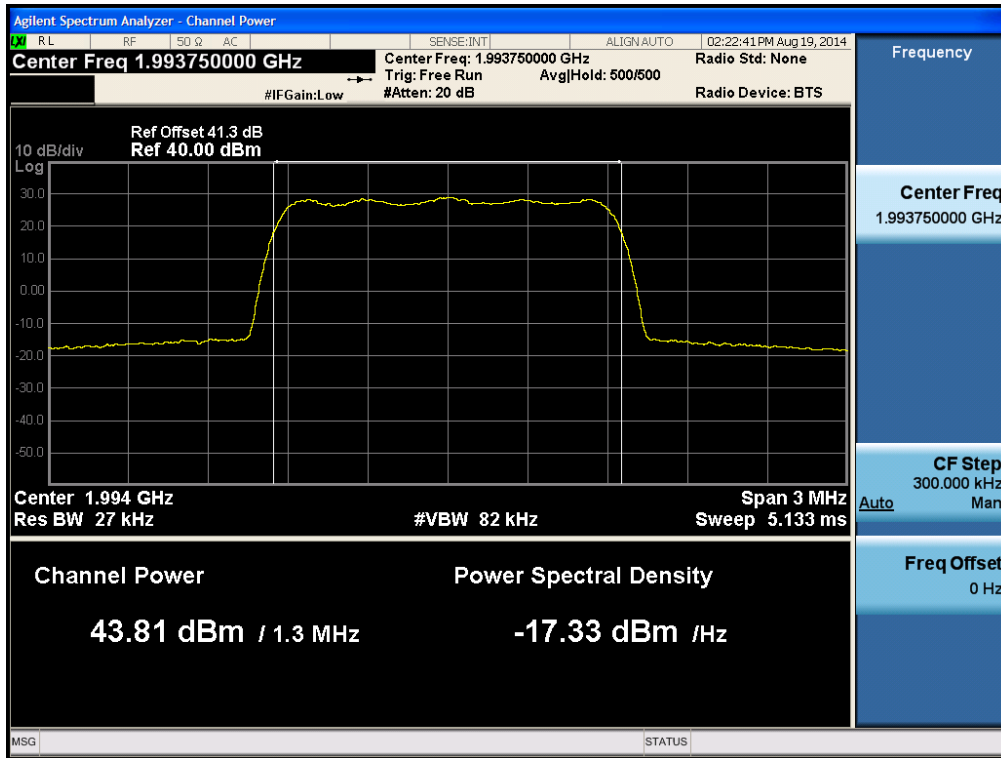 Agilent Spectrum Analyzer - Channel Power
LXI RL RF 50 Ω AC SENSE:INT ALIGN AUTO 02:22:41 PM Aug 19, 2014
Center Freq 1.993750000 GHz
Center Freq: 1.993750000 GHz
Radio Std: None
Trig: Free Run Avg|Hold: 500/500
#IFGain:Low
#Atten: 20 dB
Radio Device: BTS
Ref Offset 41.3 dB
10 dB/div Ref 40.00 dBm
Log
30.0
20.0
10.0
0.00
-10.0
-20.0
-30.0
-40.0
-50.0
Center 1.994 GHz Span 3 MHz
Res BW 27 kHz #VBW 82 kHz Sweep 5.133 ms
Channel Power Power Spectral Density
43.81 dBm / 1.3 MHz -17.33 dBm /Hz
MSG STATUS
Frequency
Center Freq
1.993750000 GHz
CF Step
300.000 kHz
Auto Man
Freq Offset
0 Hz